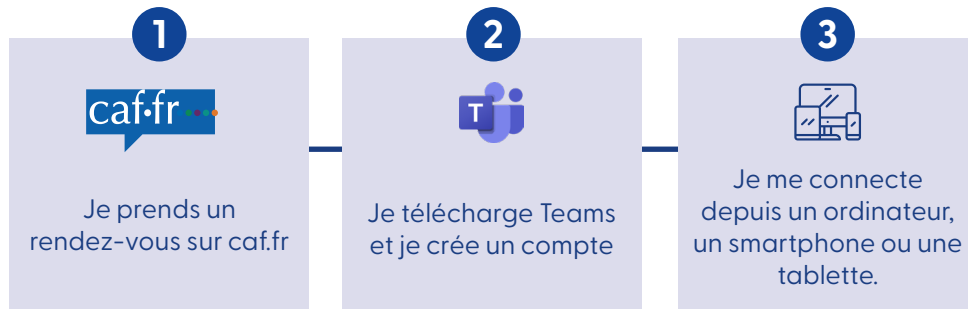 1
caf•fr
Je prends un
rendez-vous sur caf.fr
2
T
Je télécharge Teams
et je crée un compte
3
Je me connecte
depuis un ordinateur,
un smartphone ou une
tablette.